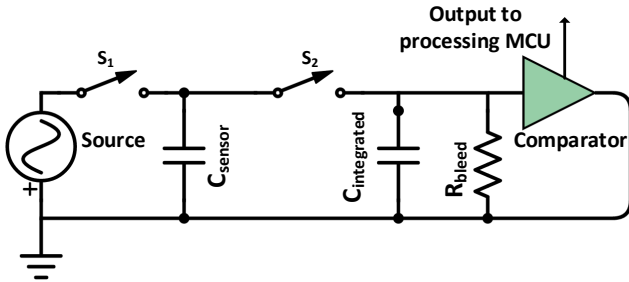 Output to
processing MCU
S1
S2
Source
+
Csensor
Cintegrated
Rbleed
Comparator